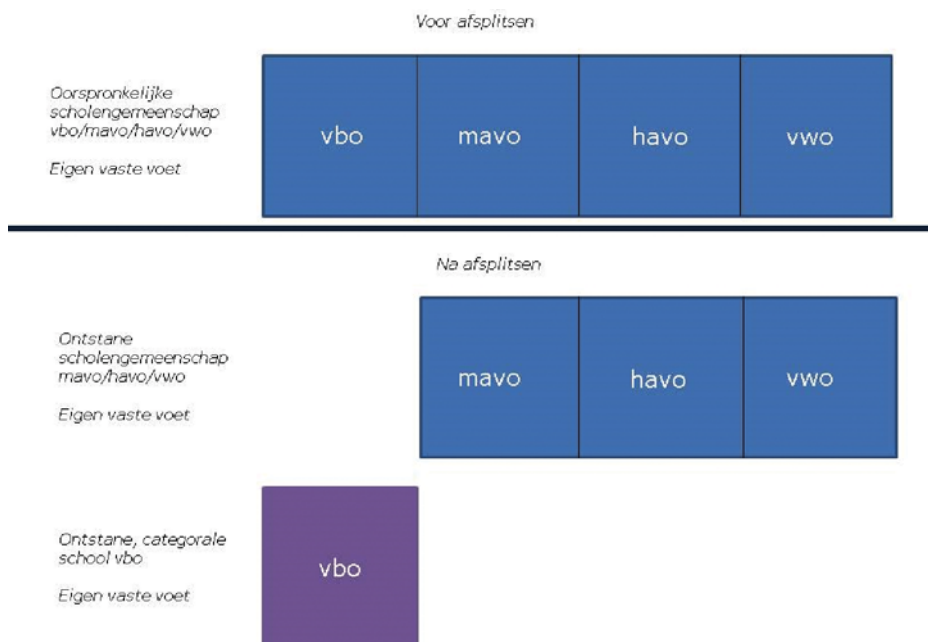 Voor afsplitsen
Oorspronkelijke
scholengemeenschap
vbo/mavo/havo/vwo
Eigen vaste voet
vbo
mavo
havo
vwo
Na afsplitsen
Ontstane
scholengemeenschap
mavo/havo/vwo
Eigen vaste voet
mavo
havo
vwo
Ontstane, categorale
school vbo
Eigen vaste voet
vbo